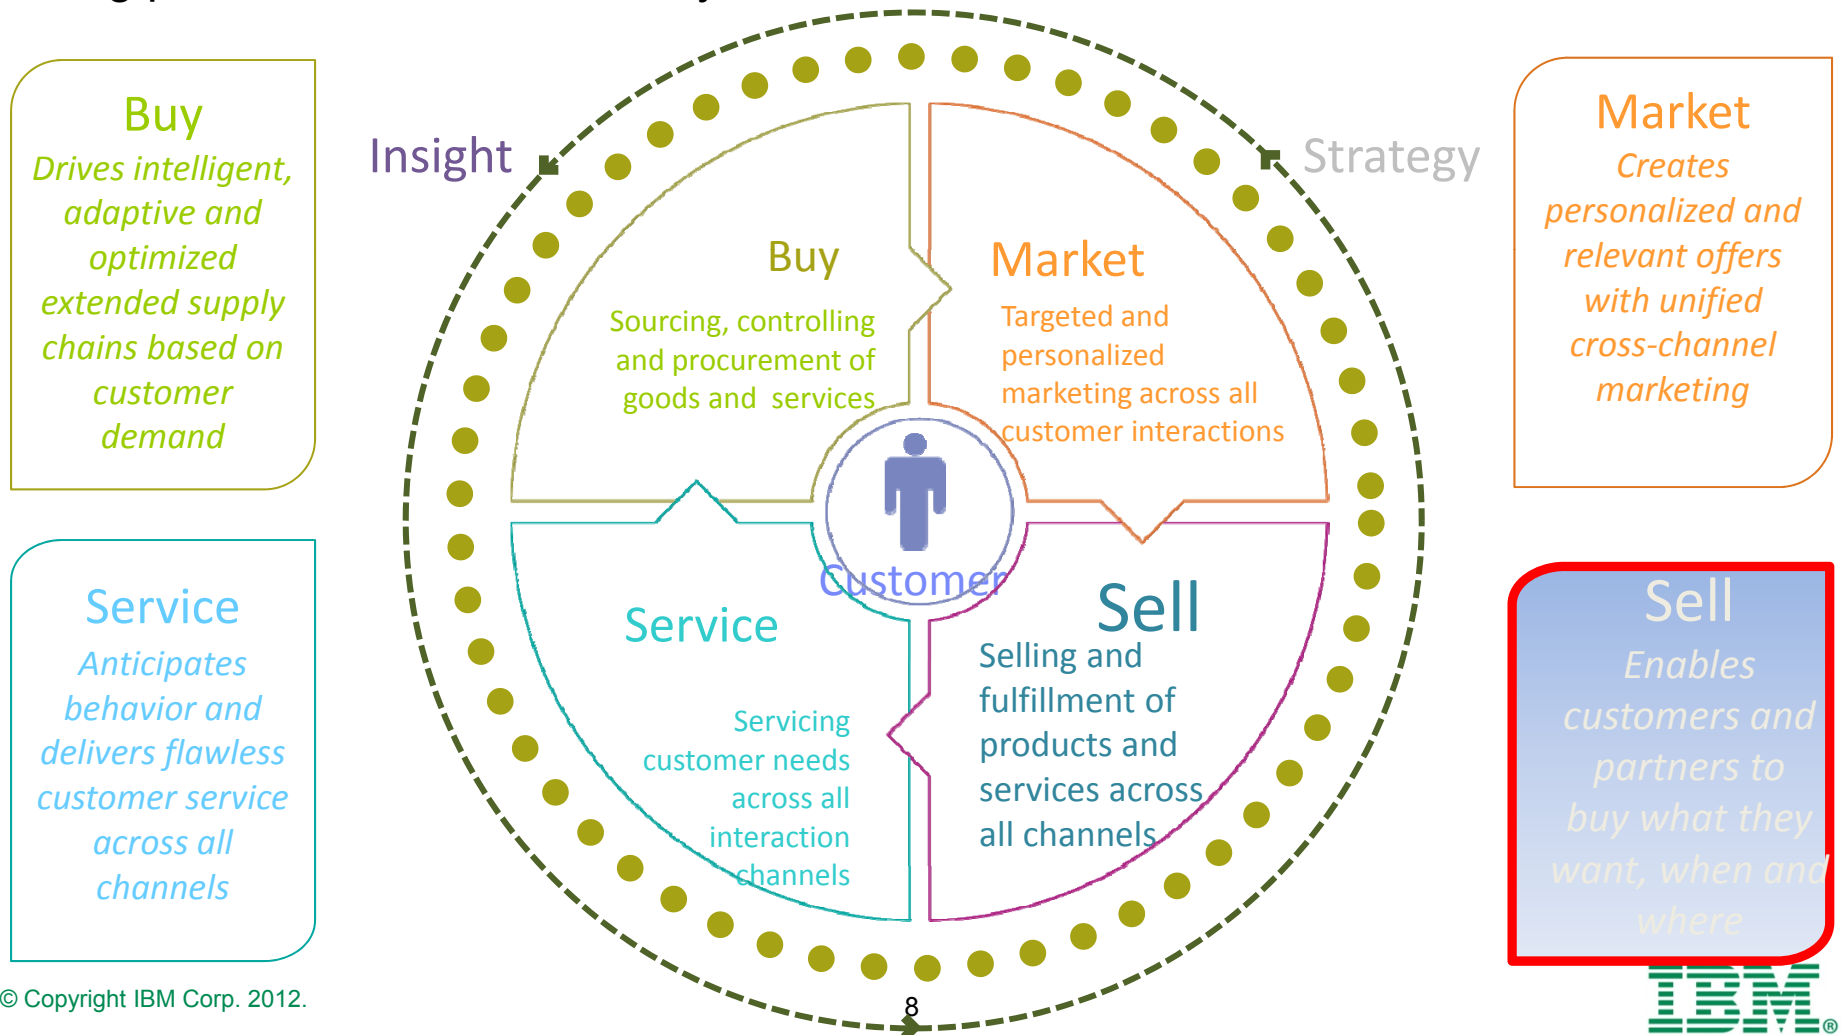 Buy
Drives intelligent,
adaptive and
optimized
extended supply
chains based on
customer
demand
Service
Anticipates
behavior and
delivers flawless
customer service
across all
channels
Insight
Strategy
Buy
Sourcing, controlling
and procurement of
goods and services
Market
Targeted and
personalized
marketing across all
customer interactions
Customer
Service
Servicing
customer needs
across all
interaction
channels
Sell
Selling and
fulfillment of
products and
services across
all channels
Market
Creates
personalized and
relevant offers
with unified
cross-channel
marketing
Sell
Enables
customers and
partners to
buy what they
want, when and
where
© Copyright IBM Corp. 2012.
8
IBM®